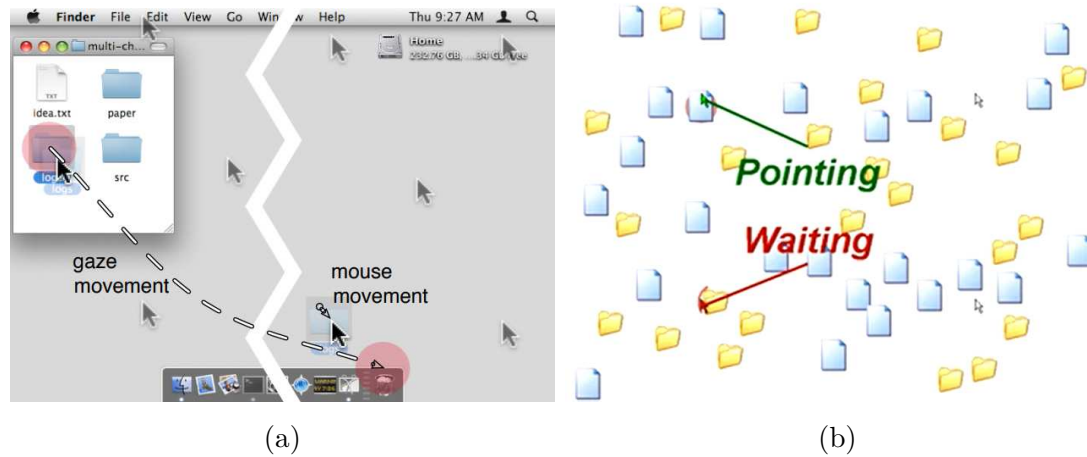 Finder File Edit View Go Help Thu 9:27 AM
multi-ch...
Home
idea.txt paper
src
logs
gaze
movement
mouse
movement
Pointing
Waiting
(a) (b)